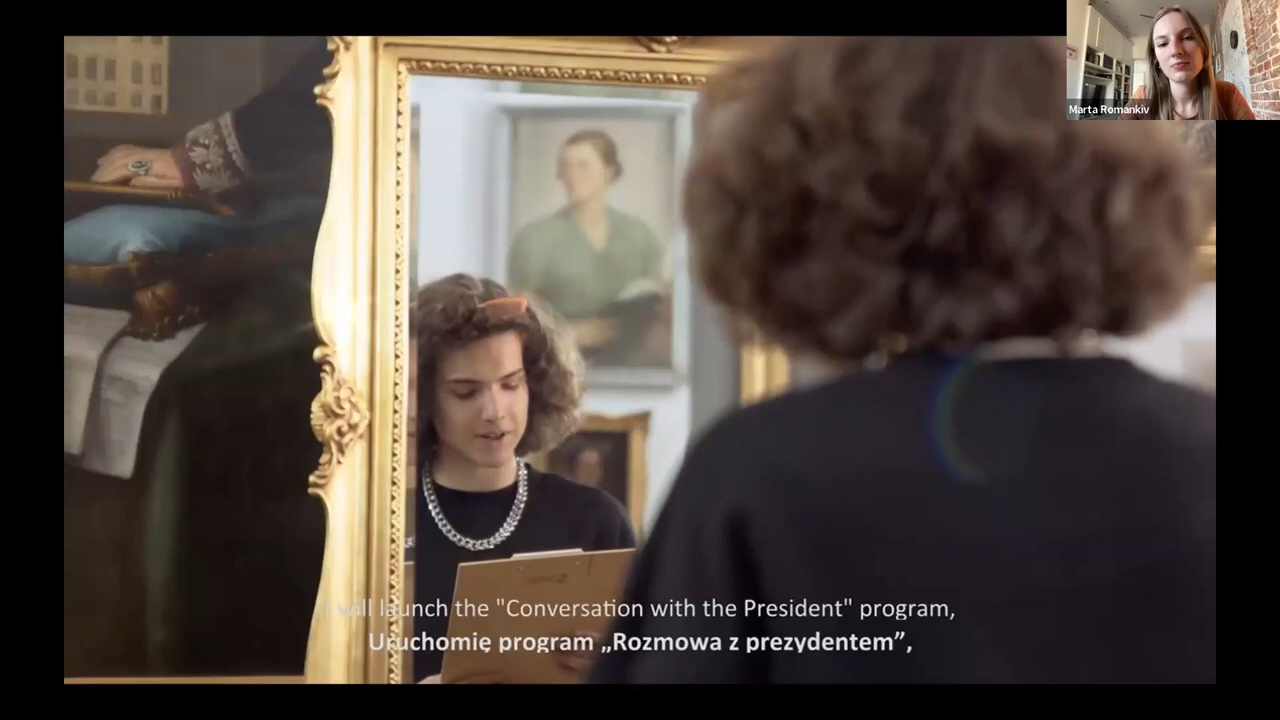 Marta Romankiv
I will launch the "Conversation with the President" program,
Uruchomię program „Rozmowa z prezydentem”,